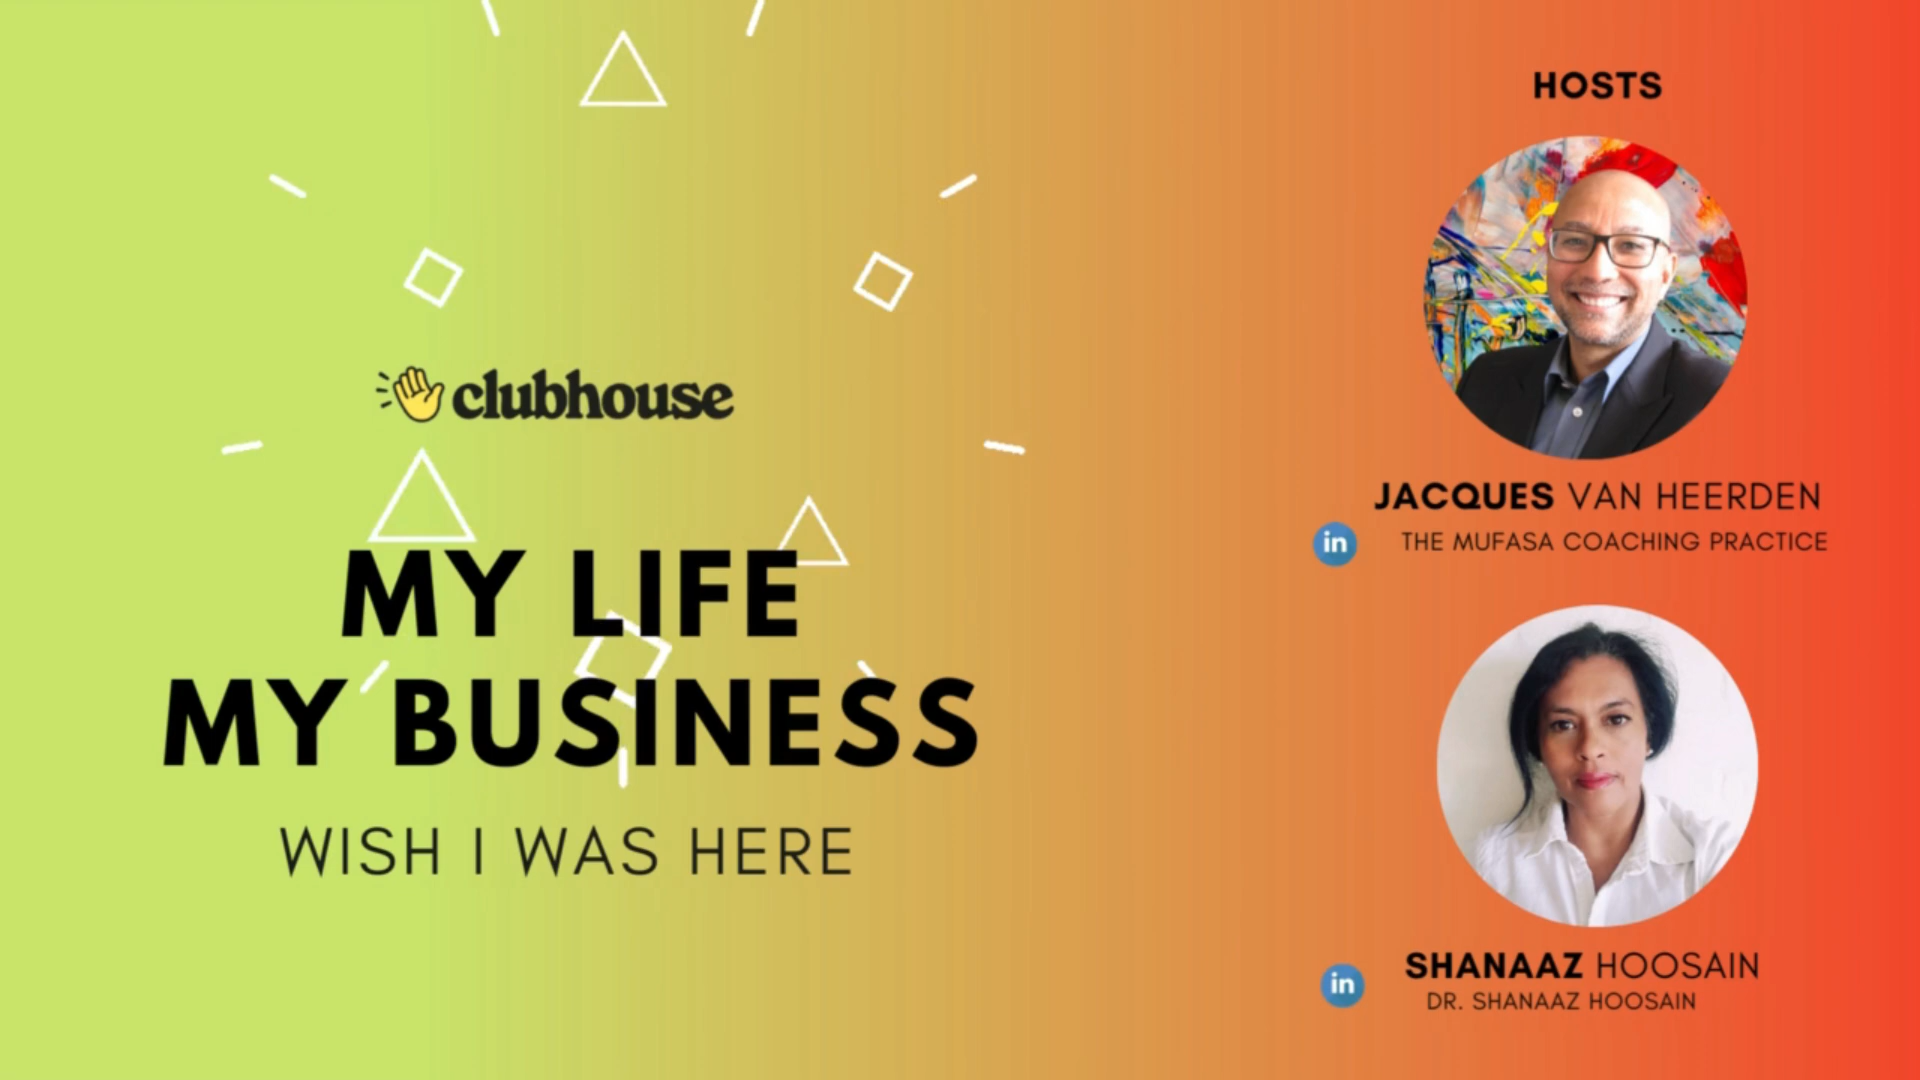 clubhouse
MY LIFE
MY BUSINESS
WISH I WAS HERE
HOSTS
JACQUES VAN HEERDEN
in THE MUFASA COACHING PRACTICE
SHANAAZ HOOSAIN
in DR. SHANAAZ HOOSAIN